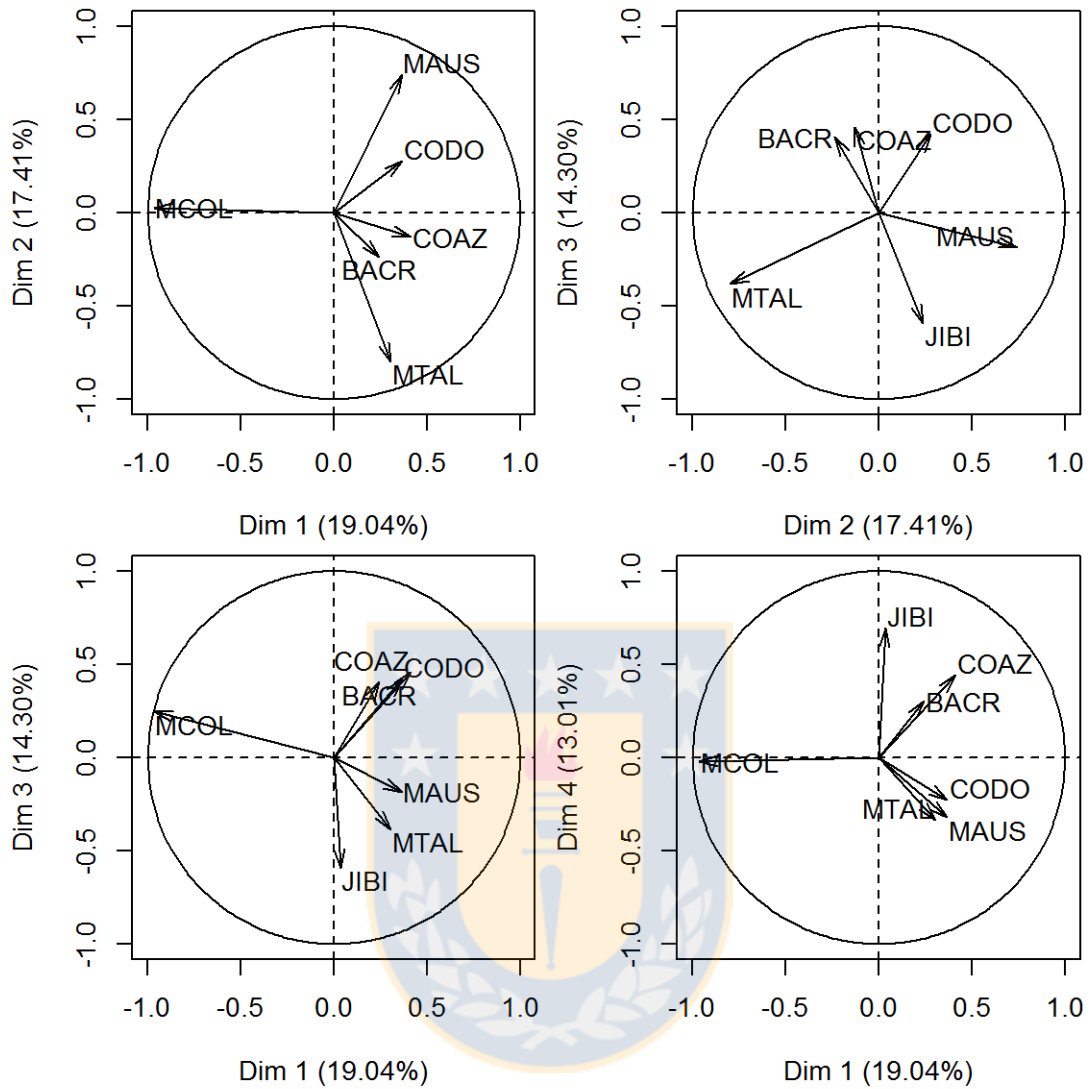 1.0
0.5
0.0
-0.5
-1.0
Dim 2 (17.41%)
MAUS
CODO
MCOL
COAZ
BACR
MTAL
-1.0 -0.5 0.0 0.5 1.0
Dim 1 (19.04%)
1.0
0.5
0.0
-0.5
-1.0
Dim 3 (14.30%)
BACR COAZ CODO
MAUS
MTAL
JIBI
-1.0 -0.5 0.0 0.5 1.0
Dim 2 (17.41%)
1.0
0.5
0.0
-0.5
-1.0
Dim 3 (14.30%)
COAZ CODO
BACR
MCOL
MAUS
MTAL
JIBI
-1.0 -0.5 0.0 0.5 1.0
Dim 1 (19.04%)
1.0
0.5
0.0
-0.5
-1.0
Dim 4 (13.01%)
JIBI
COAZ
BACR
MCOL
CODO
MTAL
MAUS
-1.0 -0.5 0.0 0.5 1.0
Dim 1 (19.04%)